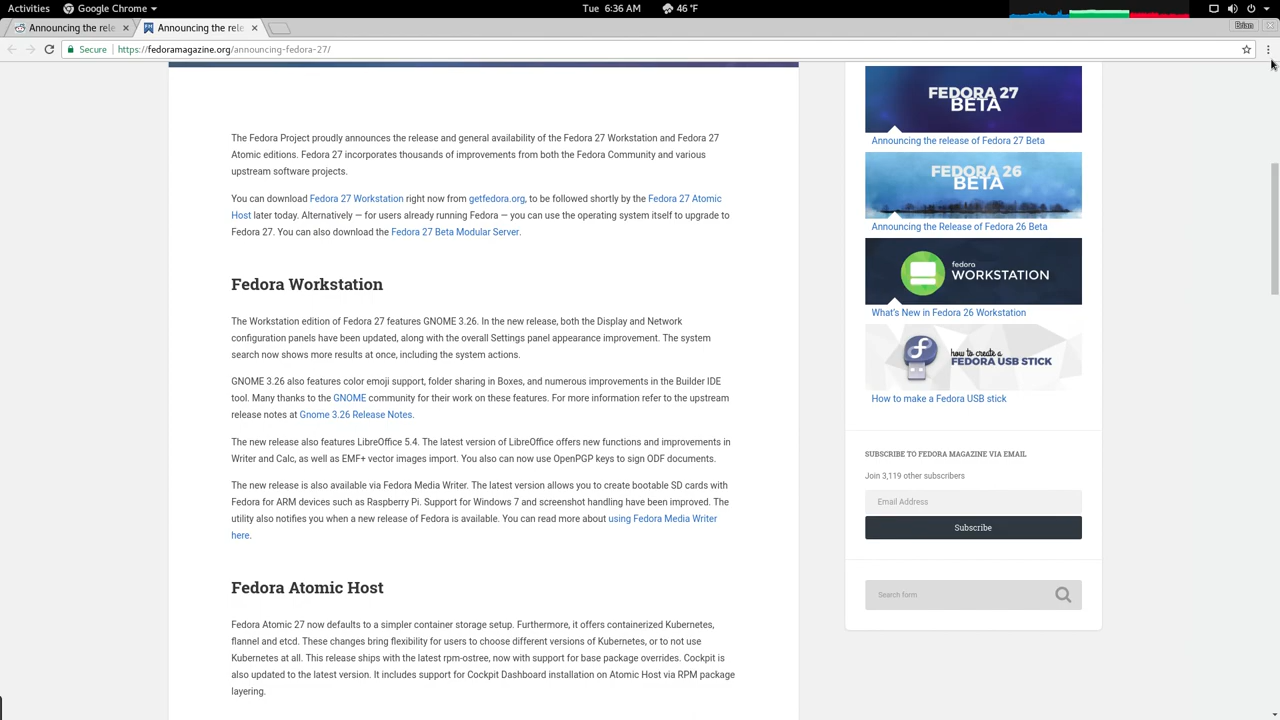 Activities
Google Chrome
Tue 6:36 AM
46 °F
Announcing the rele
Announcing the rele
Brian
Secure
https://fedoramagazine.org/announcing-fedora-27/
The Fedora Project proudly announces the release and general availability of the Fedora 27 Workstation and Fedora 27
Atomic editions. Fedora 27 incorporates thousands of improvements from both the Fedora Community and various
upstream software projects.
You can download Fedora 27 Workstation right now from getfedora.org, to be followed shortly by the Fedora 27 Atomic
Host later today. Alternatively — for users already running Fedora — you can use the operating system itself to upgrade to
Fedora 27. You can also download the Fedora 27 Beta Modular Server.
Fedora Workstation
The Workstation edition of Fedora 27 features GNOME 3.26. In the new release, both the Display and Network
configuration panels have been updated, along with the overall Settings panel appearance improvement. The system
search now shows more results at once, including the system actions.
GNOME 3.26 also features color emoji support, folder sharing in Boxes, and numerous improvements in the Builder IDE
tool. Many thanks to the GNOME community for their work on these features. For more information refer to the upstream
release notes at Gnome 3.26 Release Notes.
The new release also features LibreOffice 5.4. The latest version of LibreOffice offers new functions and improvements in
Writer and Calc, as well as EMF+ vector images import. You also can now use OpenPGP keys to sign ODF documents.
The new release is also available via Fedora Media Writer. The latest version allows you to create bootable SD cards with
Fedora for ARM devices such as Raspberry Pi. Support for Windows 7 and screenshot handling have been improved. The
utility also notifies you when a new release of Fedora is available. You can read more about using Fedora Media Writer
here.
Fedora Atomic Host
Fedora Atomic 27 now defaults to a simpler container storage setup. Furthermore, it offers containerized Kubernetes,
flannel and etcd. These changes bring flexibility for users to choose different versions of Kubernetes, or to not use
Kubernetes at all. This release ships with the latest rpm-ostree, now with support for base package overrides. Cockpit is
also updated to the latest version. It includes support for Cockpit Dashboard installation on Atomic Host via RPM package
layering.
FEDORA 27
BETA
Announcing the release of Fedora 27 Beta
FEDORA 26
BETA
Announcing the Release of Fedora 26 Beta
fedora
WORKSTATION
What's New in Fedora 26 Workstation
how to create a
FEDORA USB STICK
How to make a Fedora USB stick
SUBSCRIBE TO FEDORA MAGAZINE VIA EMAIL
Join 3,119 other subscribers
Email Address
Subscribe
Search form